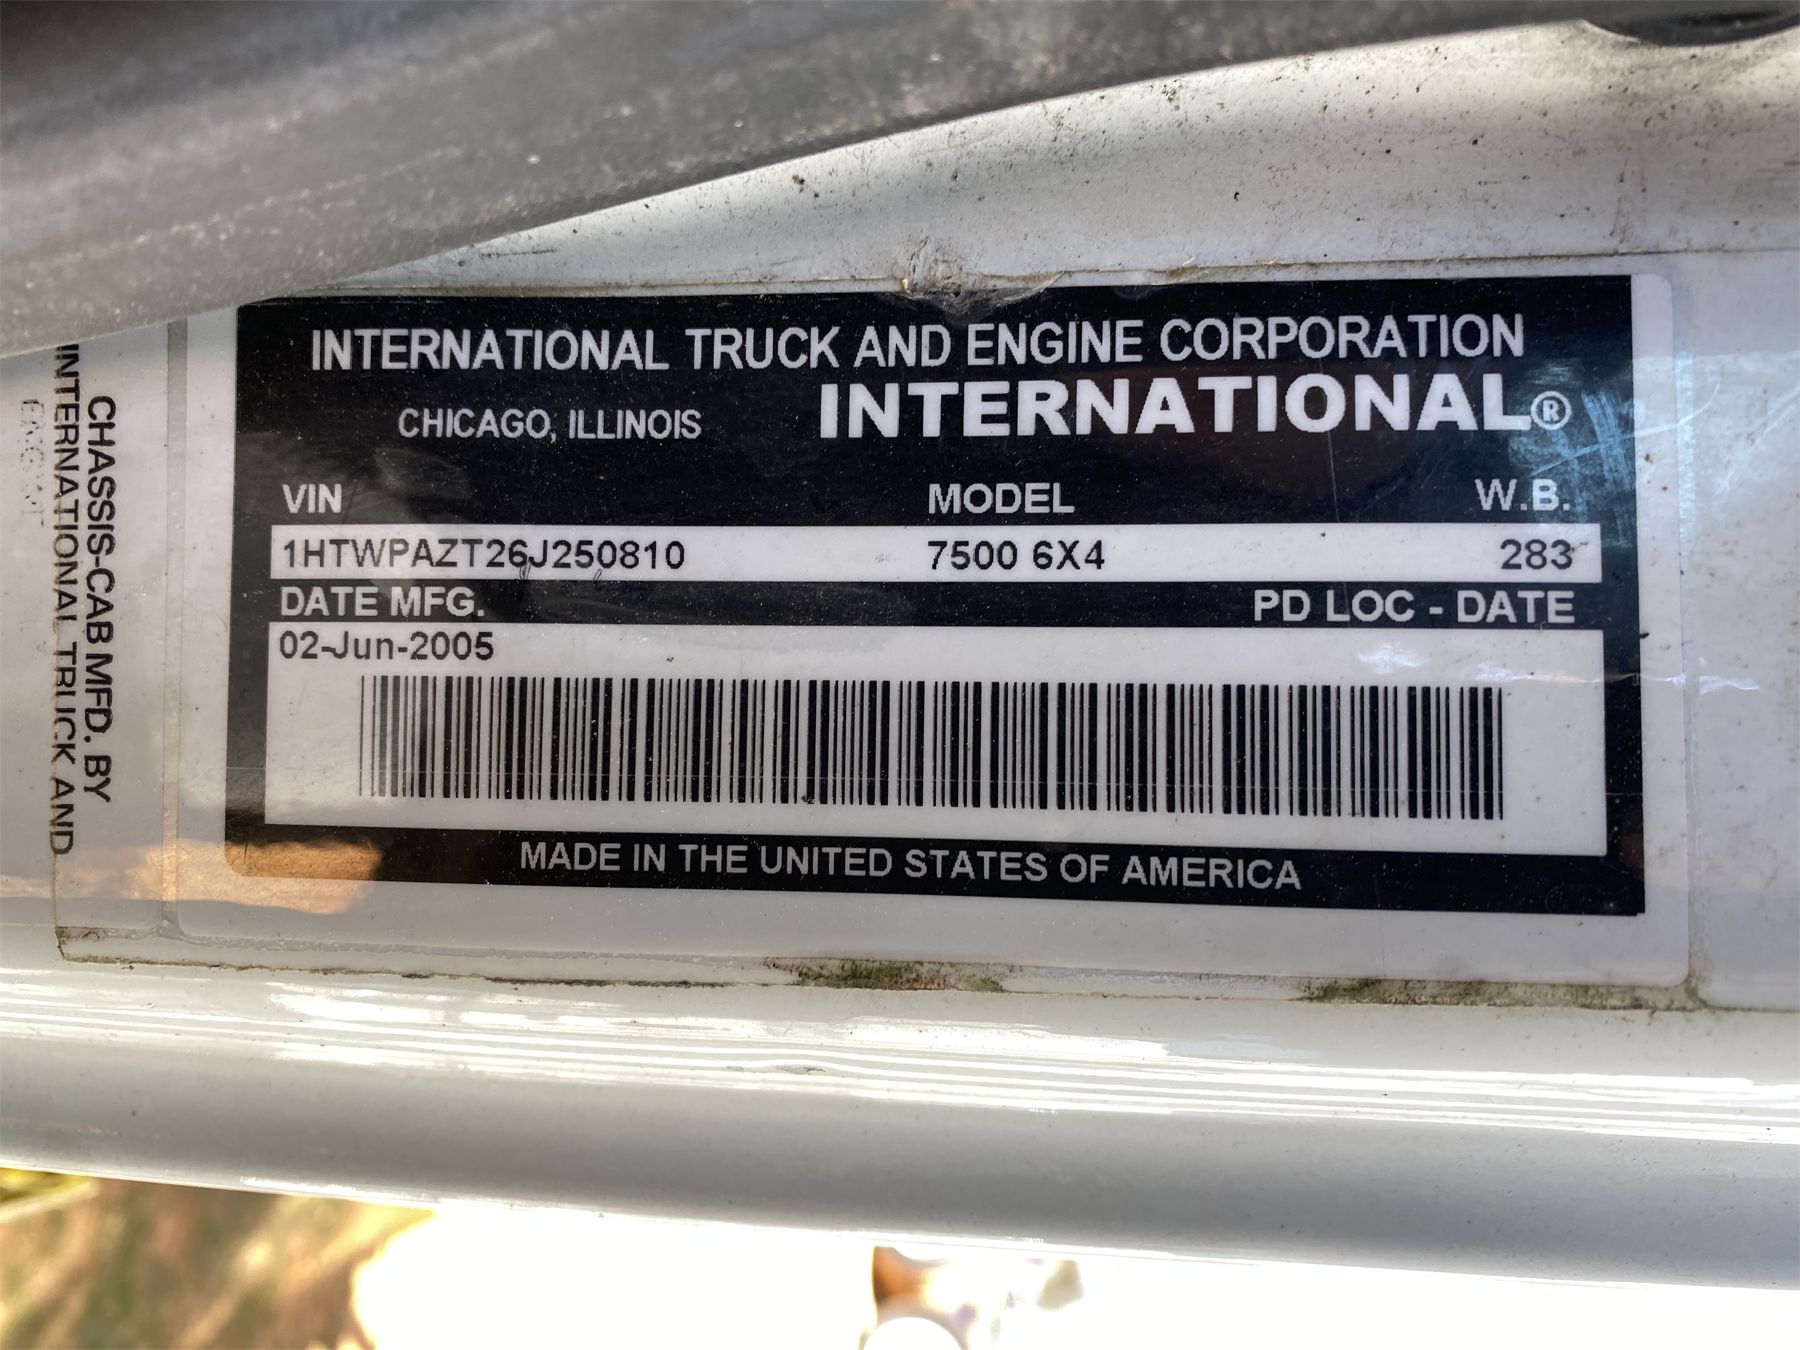 INTERNATIONAL TRUCK AND ENGINE CORPORATION
CHICAGO, ILLINOIS INTERNATIONAL®
VIN MODEL W.B.
1HTWPAZT26J250810 7500 6X4 283
DATE MFG. PD LOC - DATE
02-Jun-2005
MADE IN THE UNITED STATES OF AMERICA
CHASSIS-CAB MFD. BY
INTERNATIONAL TRUCK AND
ENGINE